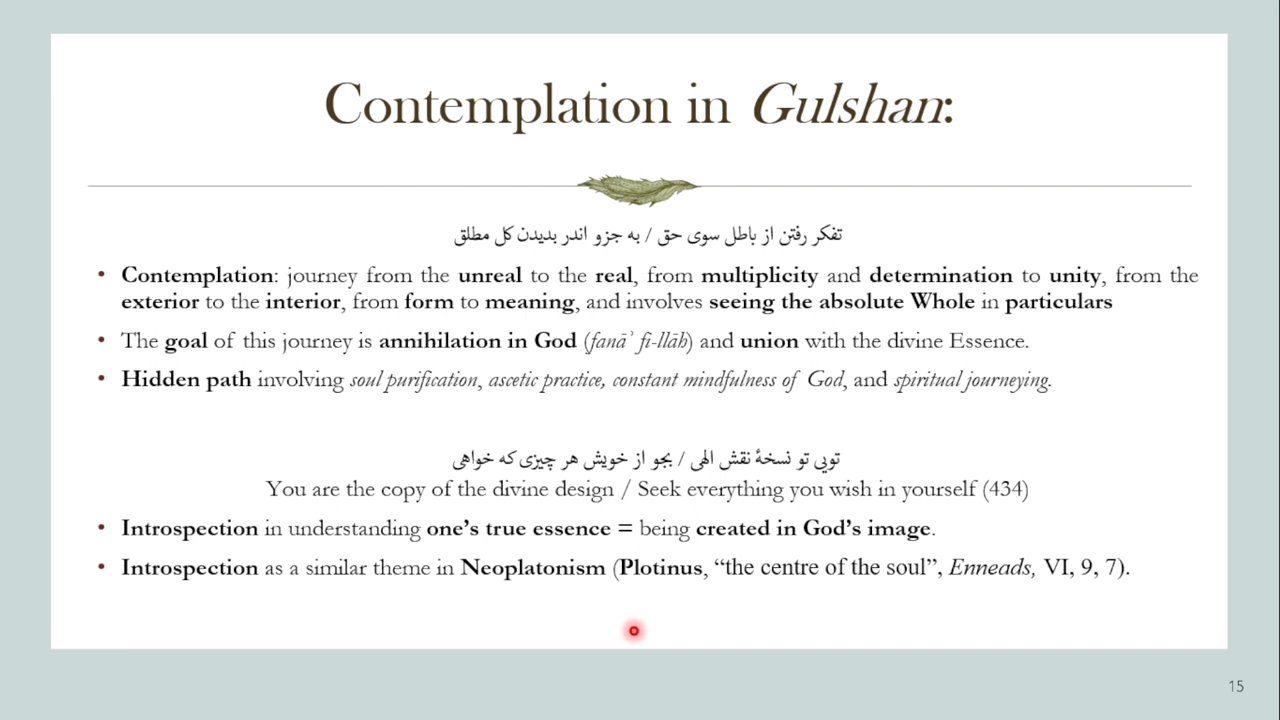 Contemplation in Gulshan:
تفکر رفتن از باطل سوی حق / به جزو اندر بدیدن کل مطلق
• Contemplation: journey from the unreal to the real, from multiplicity and determination to unity, from the
exterior to the interior, from form to meaning, and involves seeing the absolute Whole in particulars
• The goal of this journey is annihilation in God (fanāʾ fi-llāh) and union with the divine Essence.
• Hidden path involving soul purification, ascetic practice, constant mindfulness of God, and spiritual journeying.
تویی تو نسخهٔ نقش الهی / بجو از خویش هر چیزی که خواهی
You are the copy of the divine design / Seek everything you wish in yourself (434)
• Introspection in understanding one's true essence = being created in God's image.
• Introspection as a similar theme in Neoplatonism (Plotinus, “the centre of the soul”, Enneads, VI, 9, 7).
15